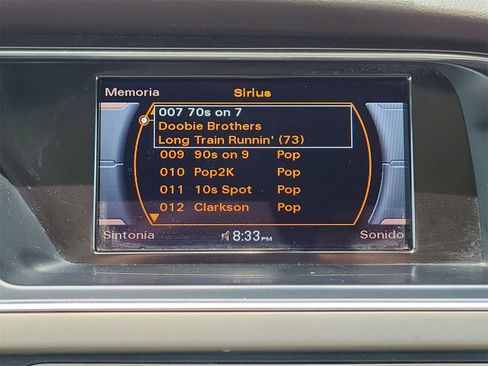 Memoria Sirius
007 70s on 7
Doobie Brothers
Long Train Runnin' (73)
009 90s on 9 Pop
010 Pop2K Pop
011 10s Spot Pop
012 Clarkson Pop
Sintonía 8:33PM Sonido